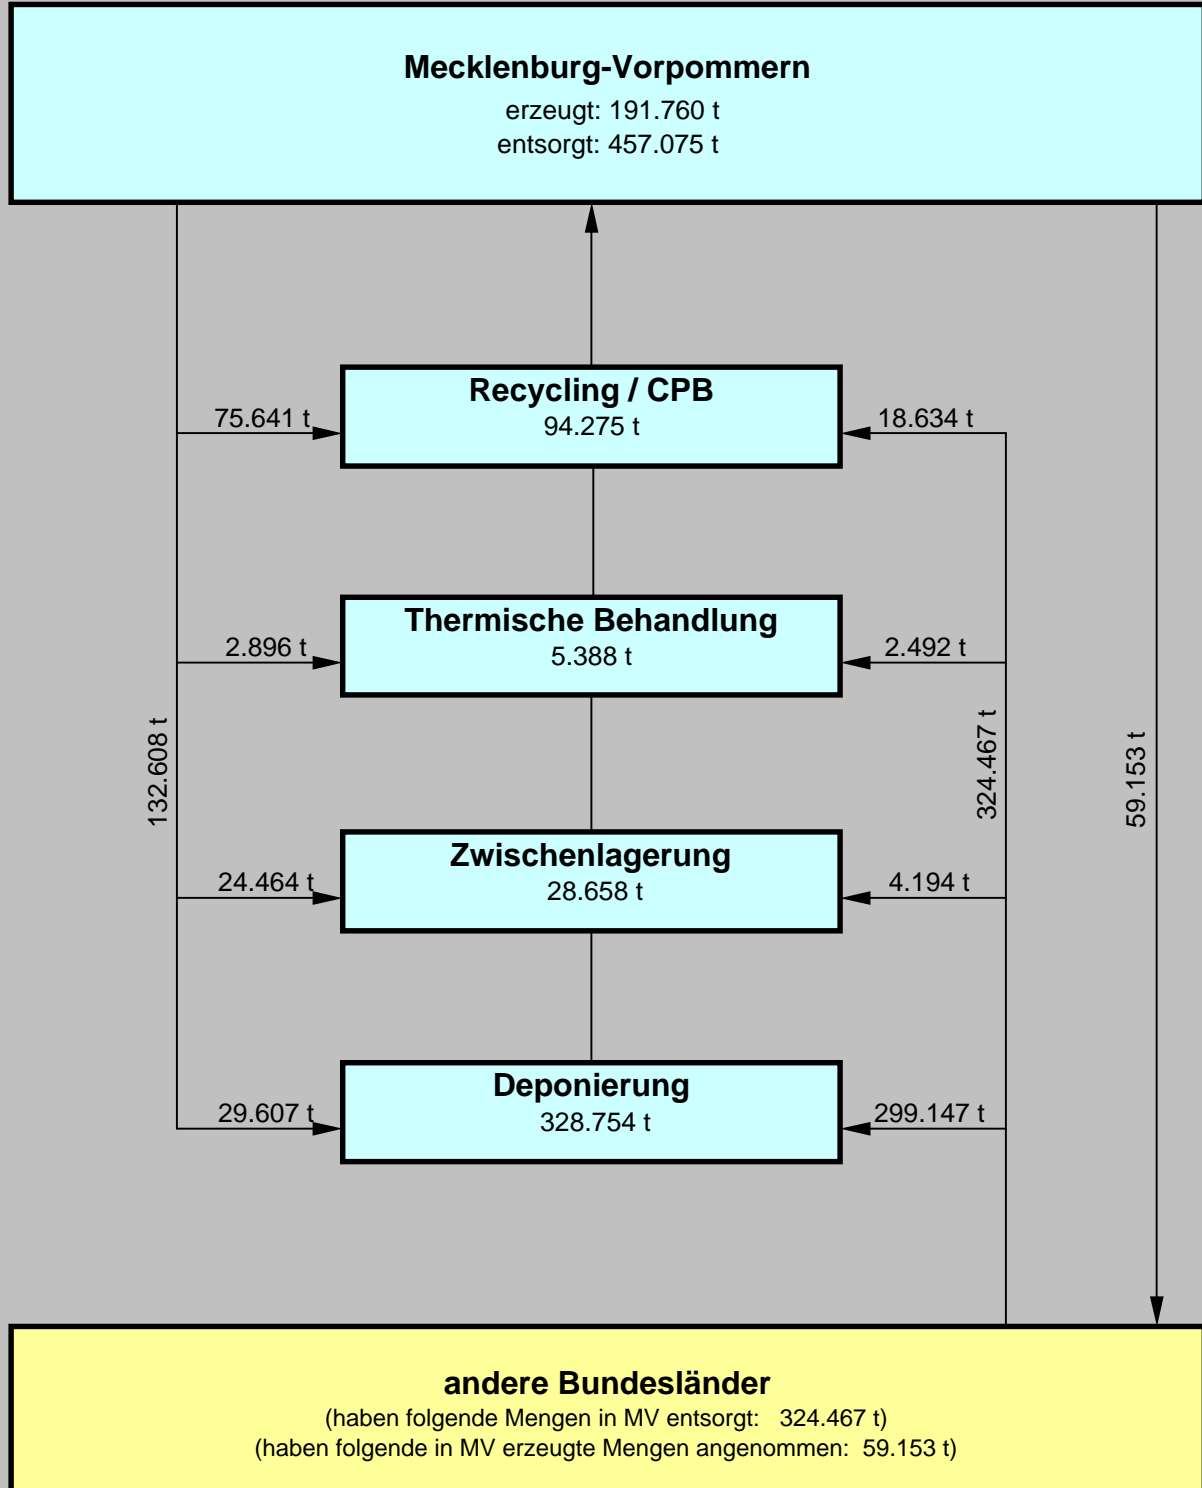 Mecklenburg-Vorpommern
erzeugt: 191.760 t
entsorgt: 457.075 t
Recycling / CPB
94.275 t
75.641 t
18.634 t
Thermische Behandlung
5.388 t
2.896 t
2.492 t
132.608 t
324.467 t
59.153 t
Zwischenlagerung
28.658 t
24.464 t
4.194 t
Deponierung
328.754 t
29.607 t
299.147 t
andere Bundesländer
(haben folgende Mengen in MV entsorgt: 324.467 t)
(haben folgende in MV erzeugte Mengen angenommen: 59.153 t)